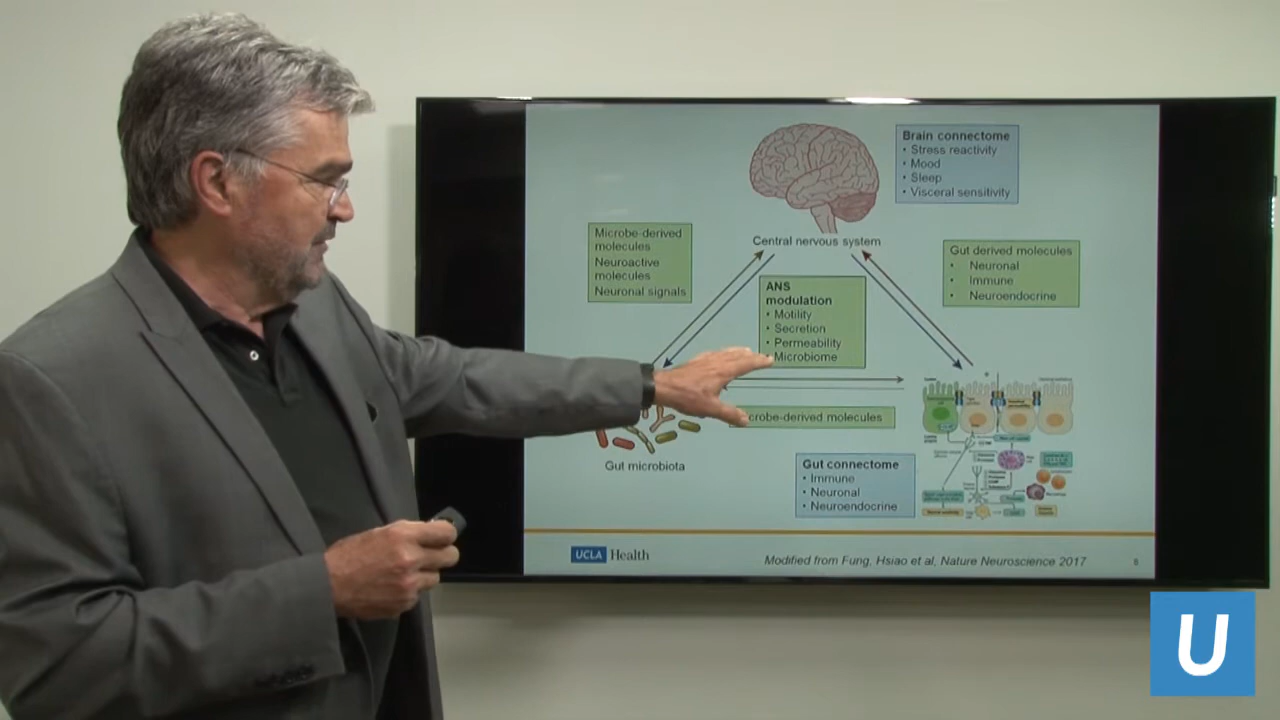 Brain connectome
• Stress reactivity
• Mood
• Sleep
• Visceral sensitivity
Microbe-derived
molecules
Neuroactive
molecules
Neuronal signals
Central nervous system
Gut derived molecules
• Neuronal
• Immune
• Neuroendocrine
ANS
modulation
• Motility
• Secretion
• Permeability
• Microbiome
crobe-derived molecules
Gut microbiota
Gut connectome
• Immune
• Neuronal
• Neuroendocrine
UCLA Health
Modified from Fung, Hsiao et al, Nature Neuroscience 2017
8
U